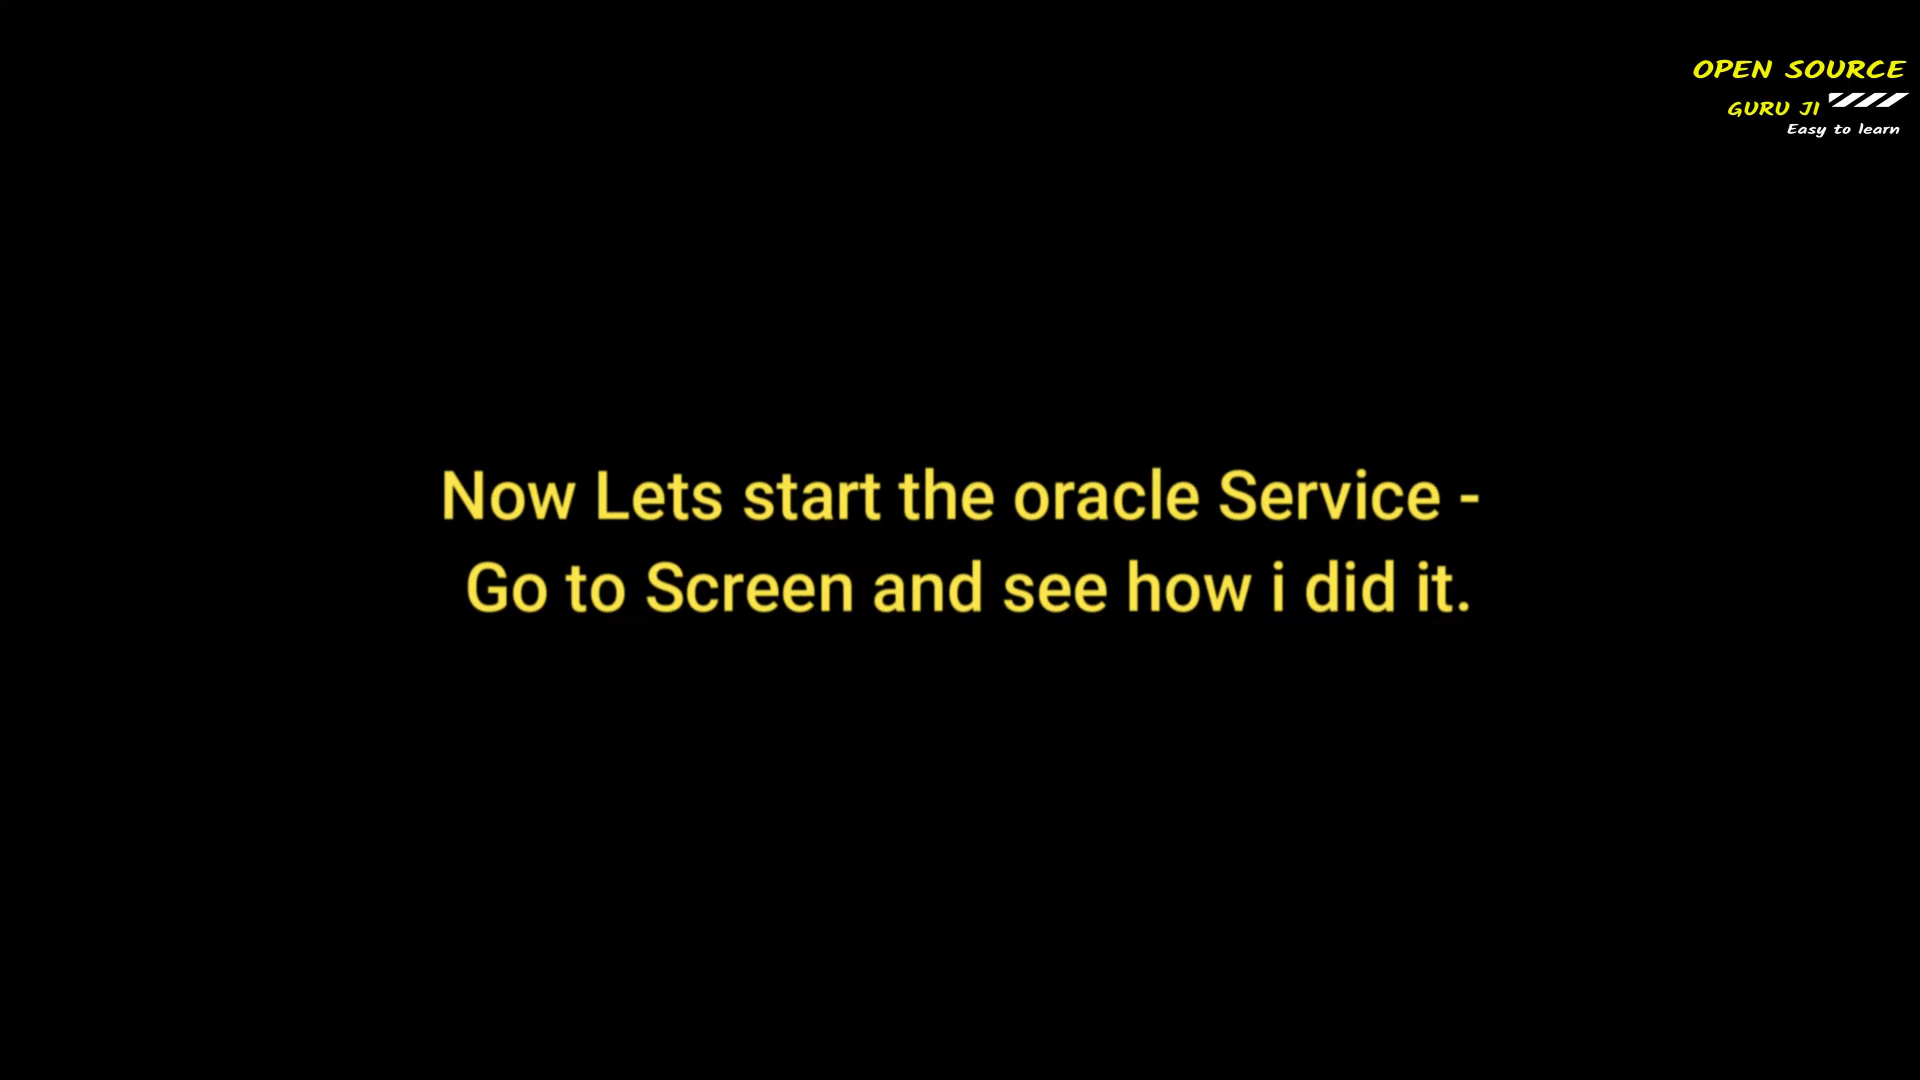 OPEN SOURCE
GURU JI
Easy to learn
Now Lets start the oracle Service -
Go to Screen and see how i did it.